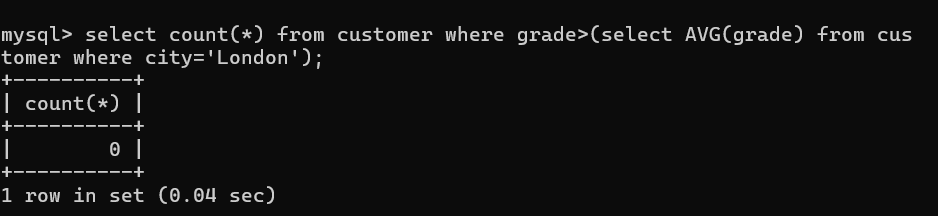 mysql> select count(*) from customer where grade>(select AVG(grade) from cus
tomer where city='London');
+----------+
| count(*) |
+----------+
|        0 |
+----------+
1 row in set (0.04 sec)